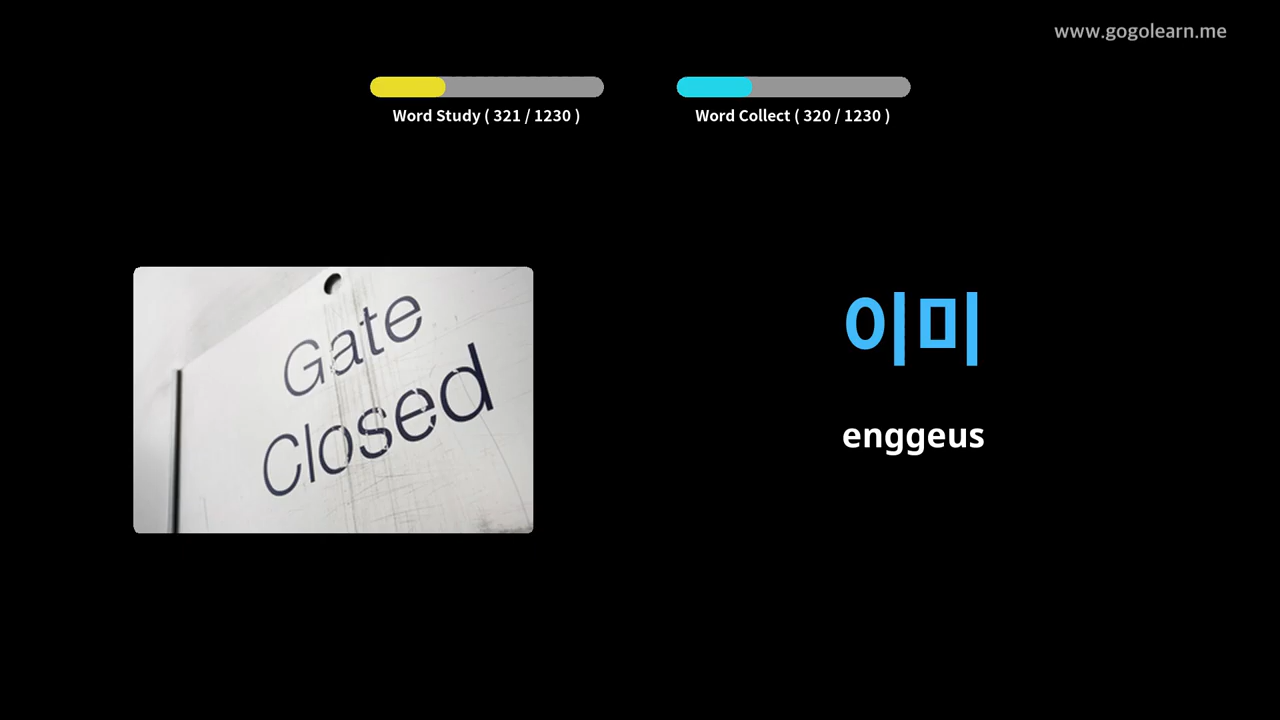 www.gogolearn.me
Word Study ( 321 / 1230 )
Word Collect ( 320 / 1230 )
Gate
Closed
이미
enggeus